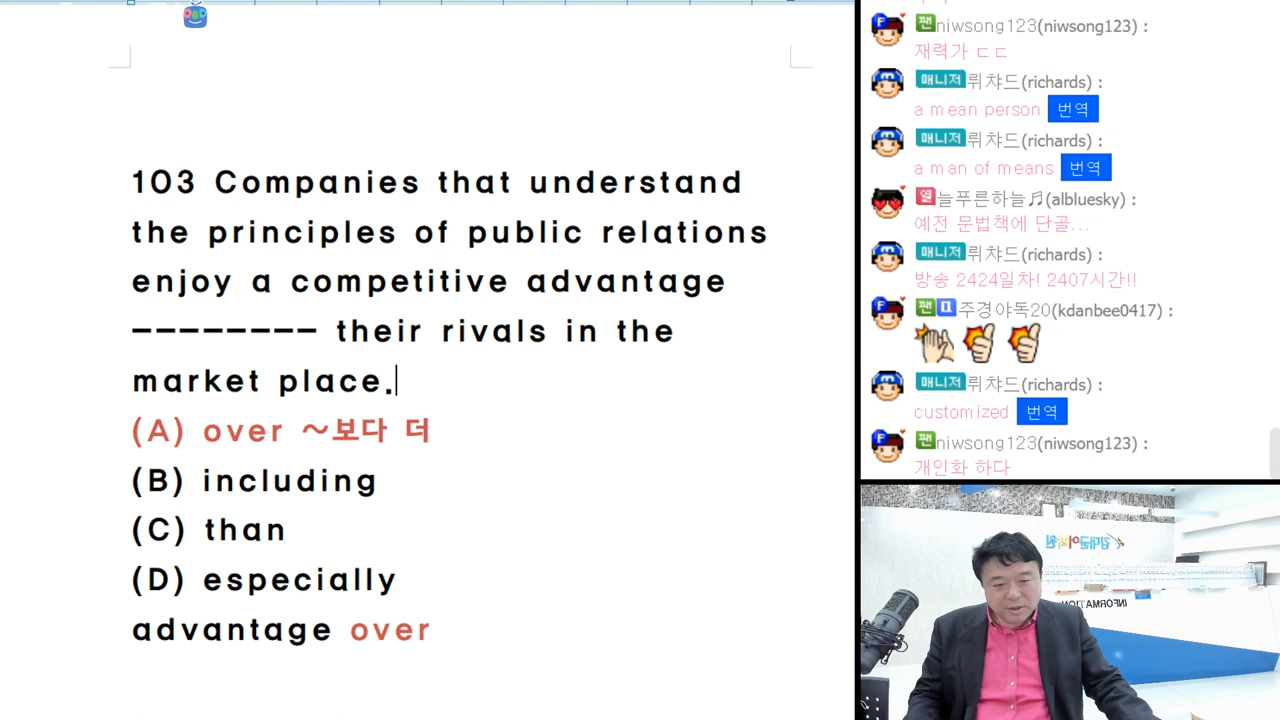 103 Companies that understand
the principles of public relations
enjoy a competitive advantage
−−−−−−−− their rivals in the
market place.
(A) over ~보다 더
(B) including
(C) than
(D) especially
advantage over
팬 niwsong123(niwsong123) :
재력가 ㄷㄷ
매니저 뤼챠드(richards) :
a mean person 번역
매니저 뤼챠드(richards) :
a man of means 번역
열 늘푸른하늘♬(albluesky) :
예전 문법책에 단골...
매니저 뤼챠드(richards) :
방송 2424일차! 2407시간!!
팬 주경야독20(kdanbee0417) :
매니저 뤼챠드(richards) :
customized 번역
팬 niwsong123(niwsong123) :
개인화 하다
INFORMATION